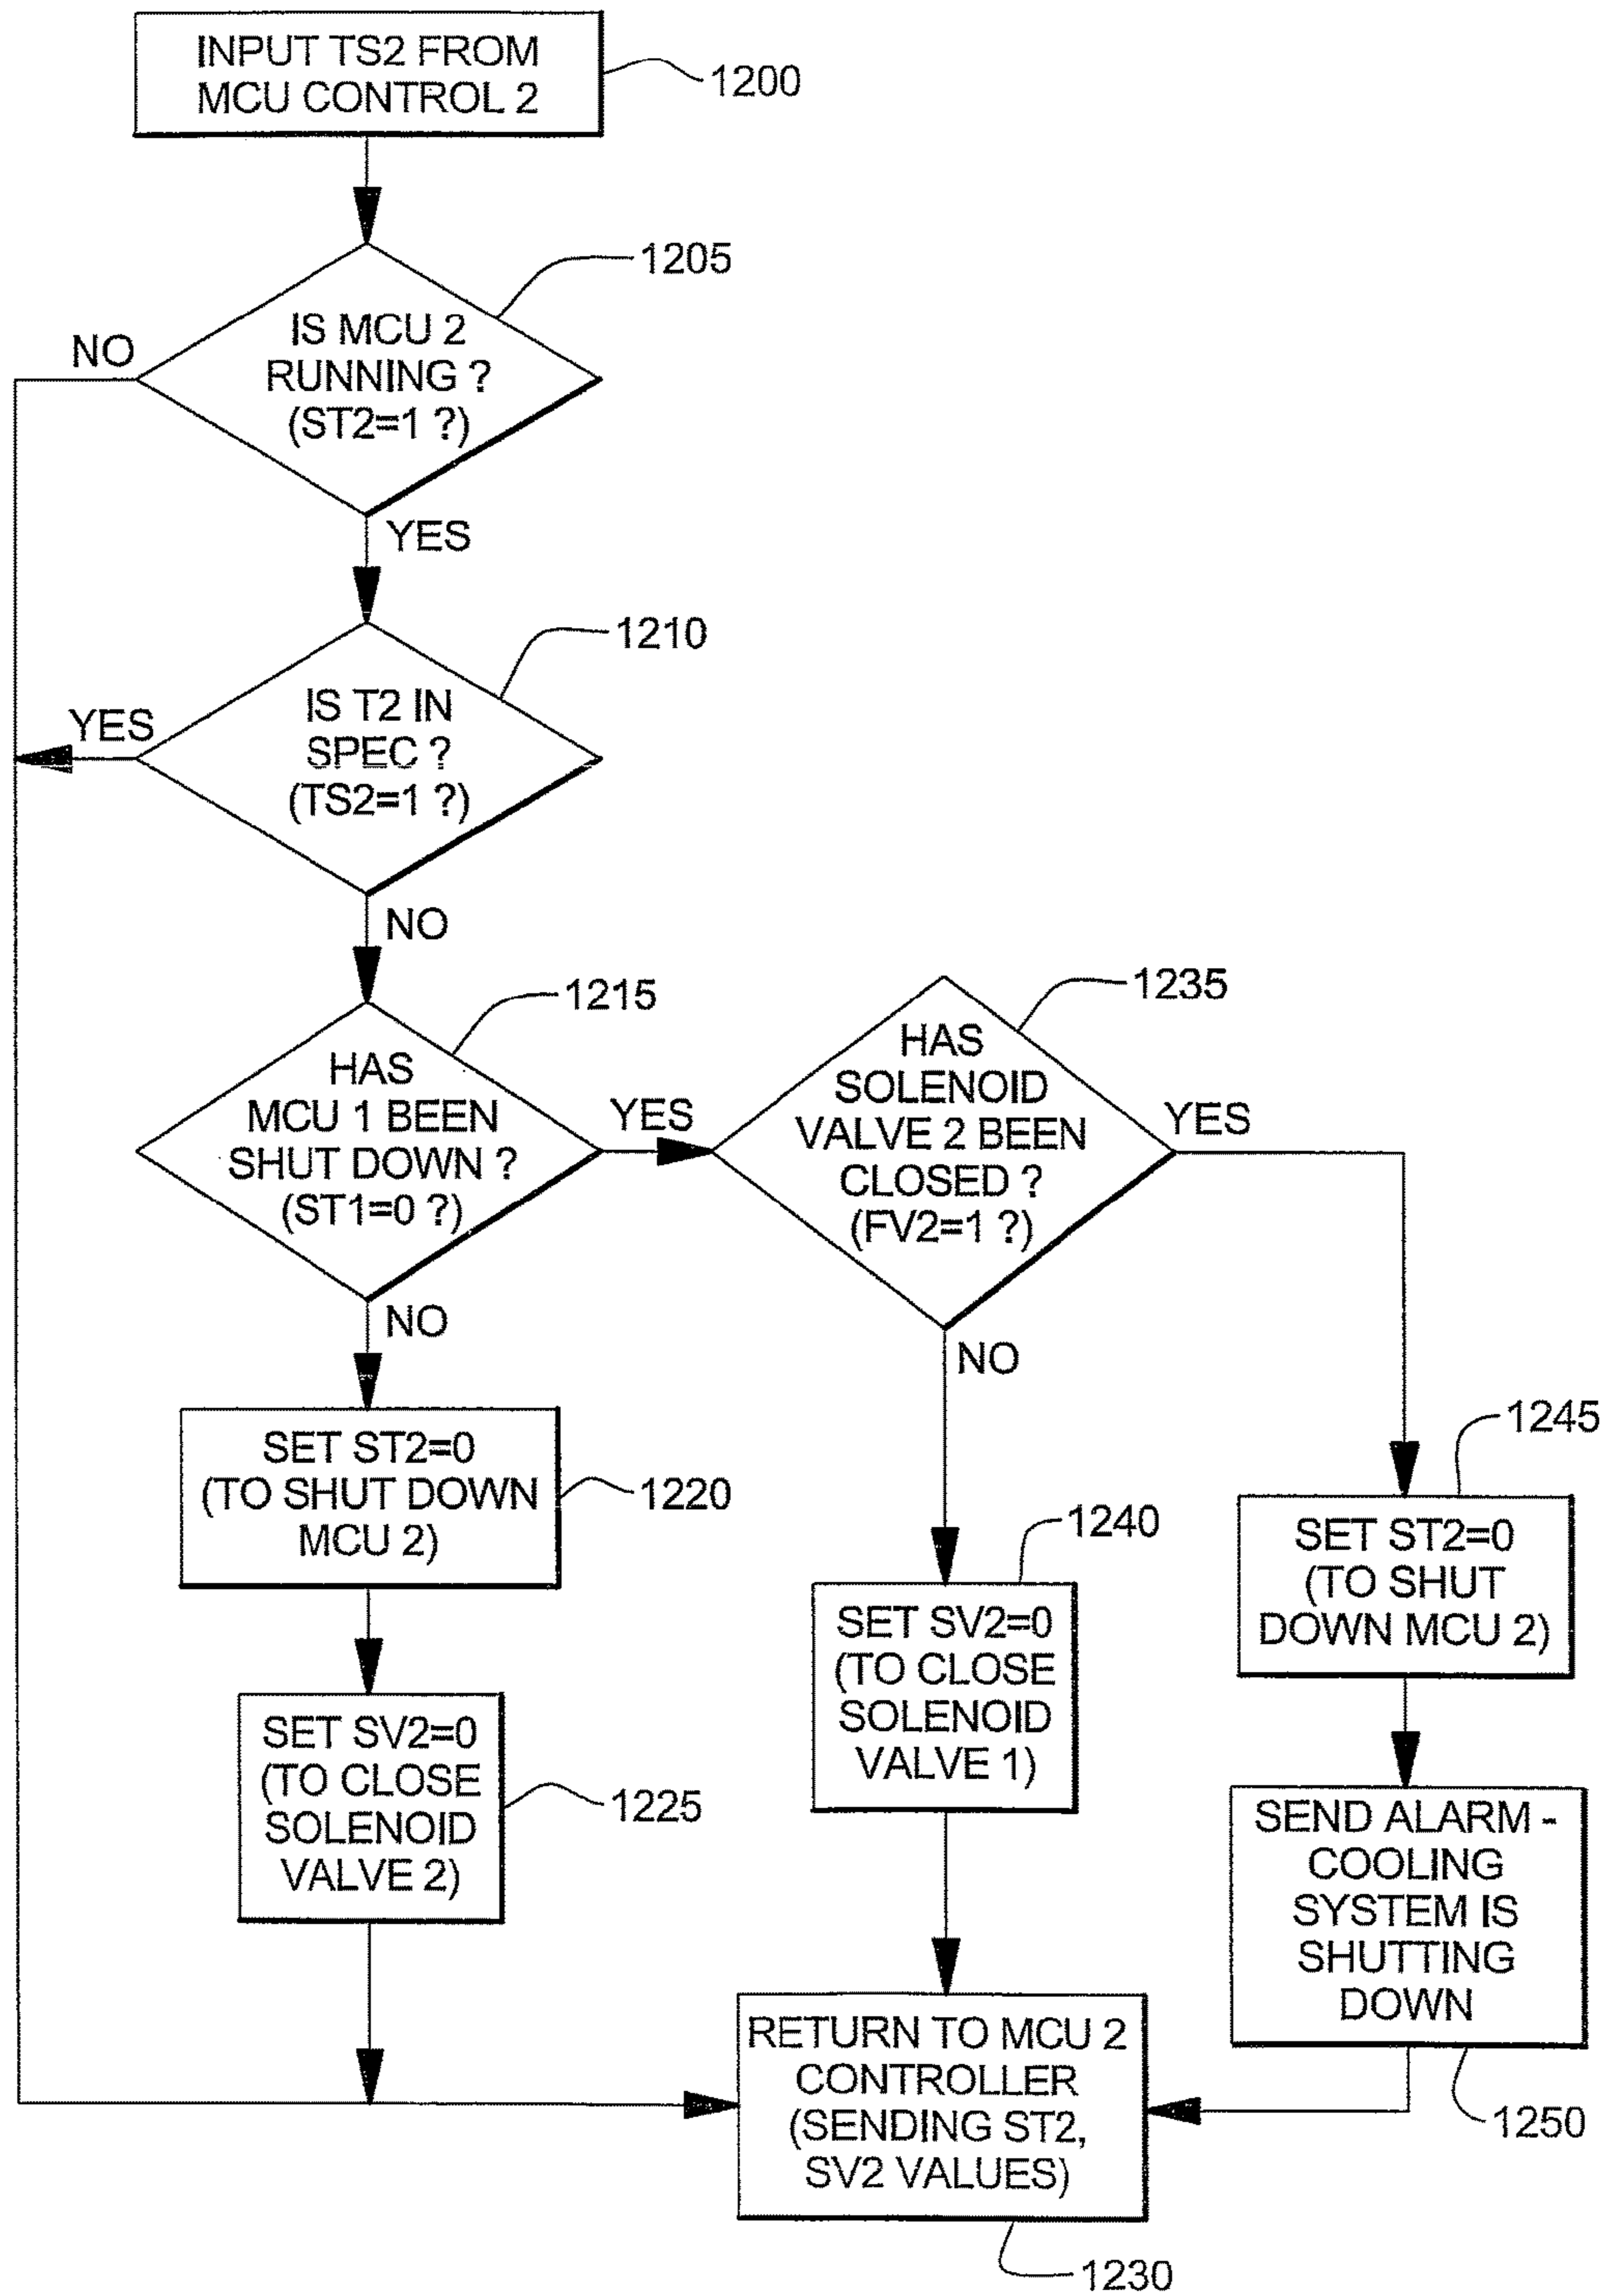 INPUT TS2 FROM
MCU CONTROL 2
1200
1205
IS MCU 2
RUNNING ?
(ST2=1 ?)
NO
YES
1210
IS T2 IN
SPEC ?
(TS2=1 ?)
YES
NO
1215
HAS
MCU 1 BEEN
SHUT DOWN ?
(ST1=0 ?)
YES
NO
1235
HAS
SOLENOID
VALVE 2 BEEN
CLOSED ?
(FV2=1 ?)
YES
NO
SET ST2=0
(TO SHUT DOWN
MCU 2)
1220
SET SV2=0
(TO CLOSE
SOLENOID
VALVE 2)
1225
1240
SET SV2=0
(TO CLOSE
SOLENOID
VALVE 1)
1245
SET ST2=0
(TO SHUT
DOWN MCU 2)
SEND ALARM -
COOLING
SYSTEM IS
SHUTTING
DOWN
1250
RETURN TO MCU 2
CONTROLLER
(SENDING ST2,
SV2 VALUES)
1230